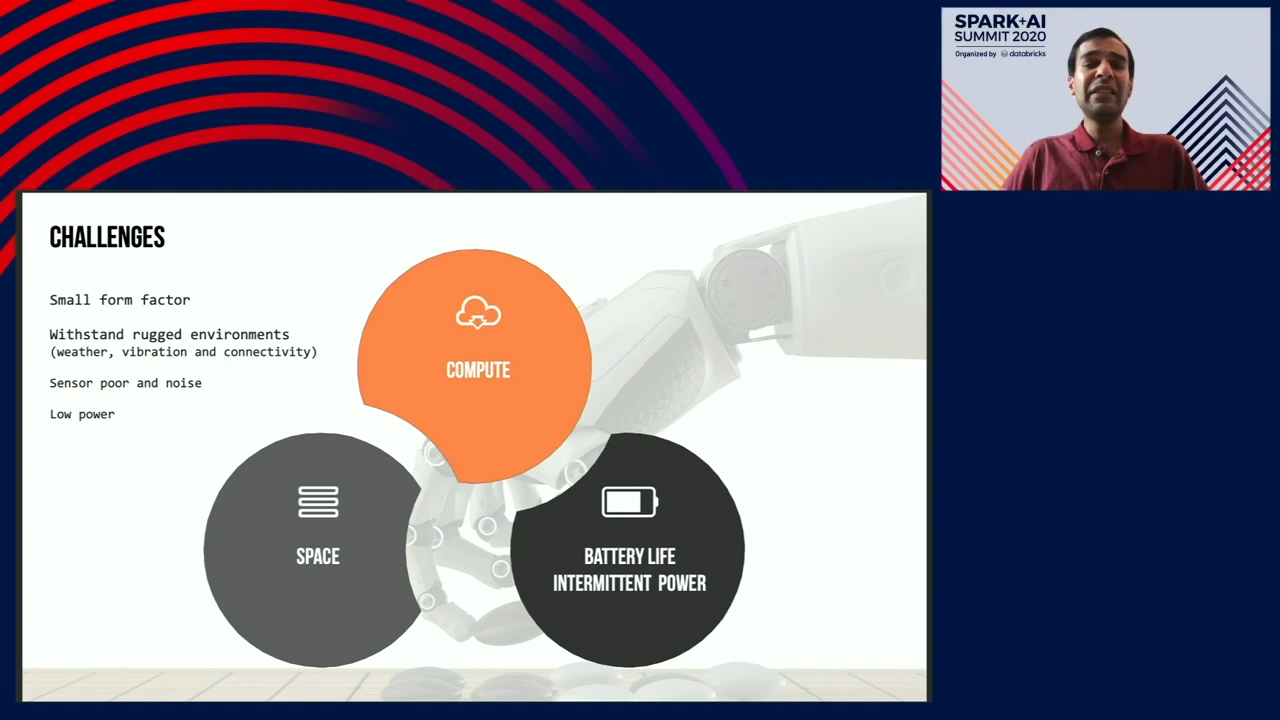 SPARK+AI
SUMMIT 2020
Organized by databricks
CHALLENGES
Small form factor
Withstand rugged environments
(weather, vibration and connectivity)
Sensor poor and noise
Low power
COMPUTE
SPACE
BATTERY LIFE
INTERMITTENT POWER